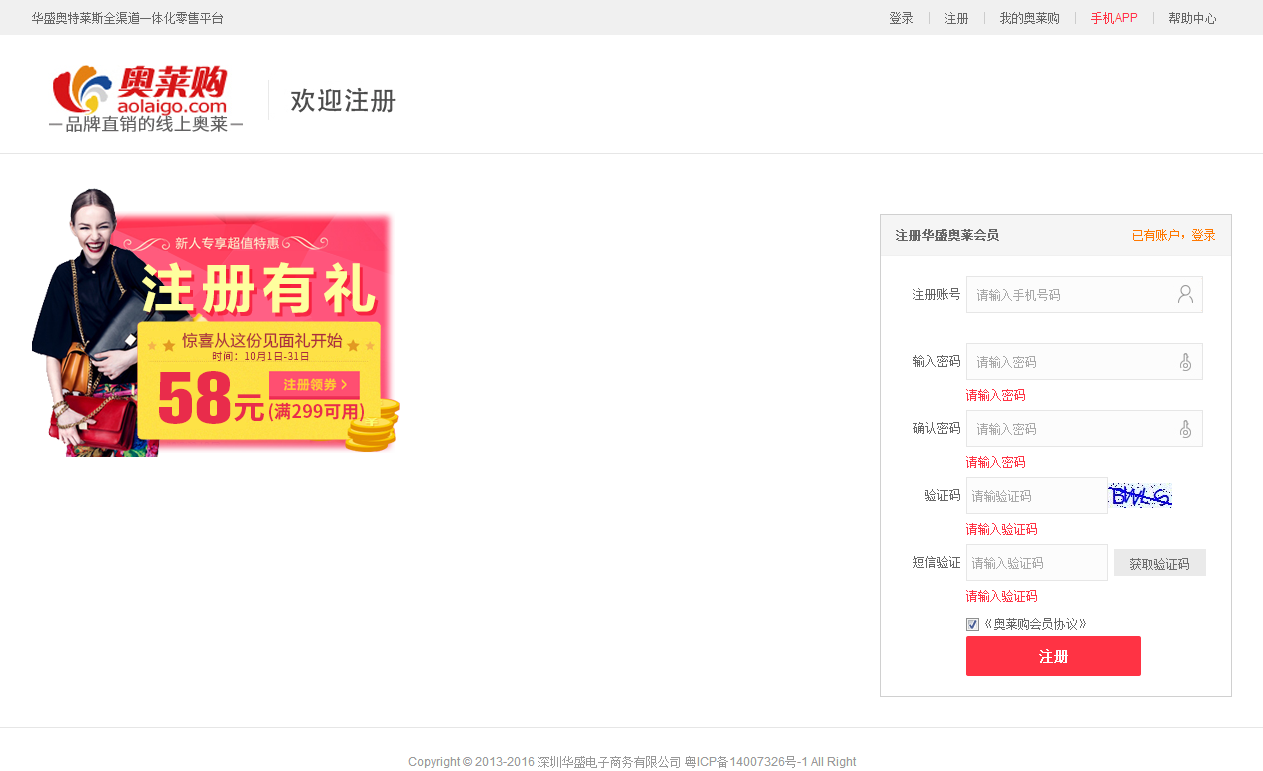 华盛奥特莱斯全渠道一体化零售平台
登录 注册 我的奥莱购 手机APP 帮助中心
奥莱购
aolaigo.com
一品牌直销的线上奥莱一
欢迎注册
新人专享超值特惠
注册有礼
惊喜从这份见面礼开始
时间：10月1日-31日
58元
注册领券 >
(满299可用)
注册华盛奥莱会员 已有账户，登录
注册账号 请输入手机号码
输入密码 请输入密码
请输入密码
确认密码 请输入密码
请输入密码
验证码 请输验证码 BWLS
请输入验证码
短信验证 请输入验证码 获取验证码
请输入验证码
《奥莱购会员协议》
注册
Copyright © 2013-2016 深圳华盛电子商务有限公司 粤ICP备14007326号-1 All Right